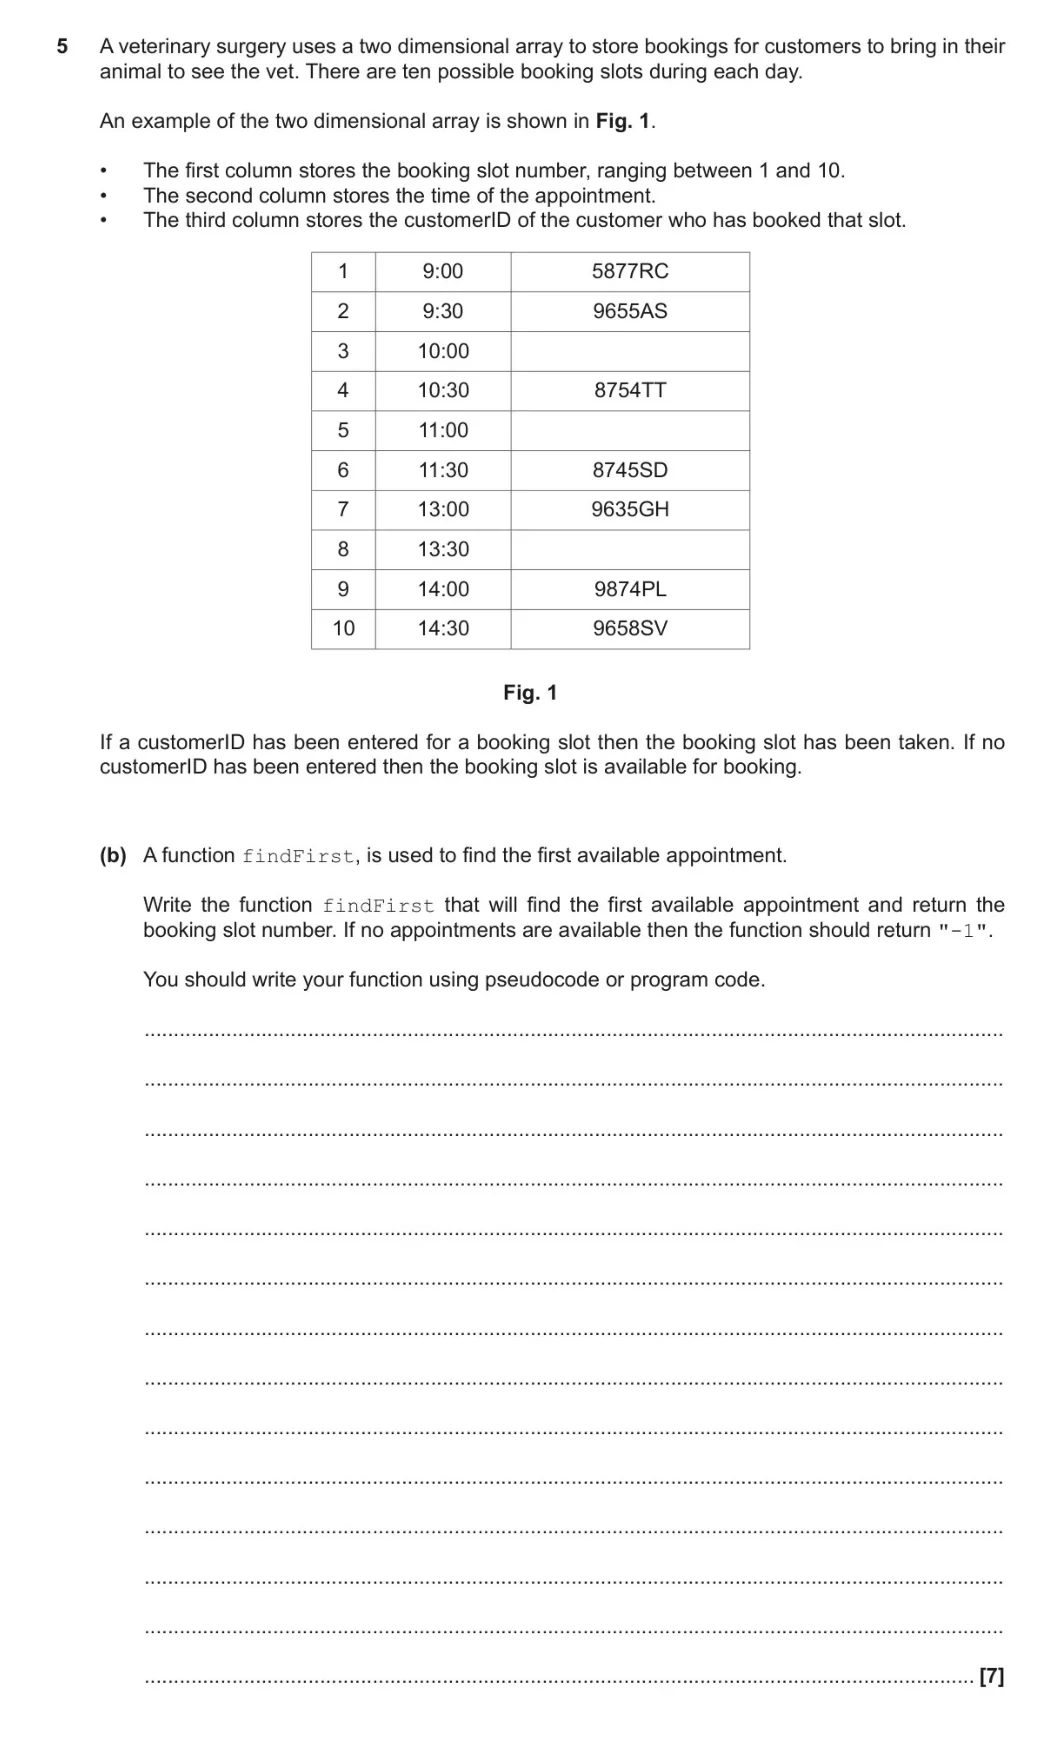 5 A veterinary surgery uses a two dimensional array to store bookings for customers to bring in their
animal to see the vet. There are ten possible booking slots during each day.
An example of the two dimensional array is shown in Fig. 1.
• The first column stores the booking slot number, ranging between 1 and 10.
• The second column stores the time of the appointment.
• The third column stores the customerID of the customer who has booked that slot.
1 9:00 5877RC
2 9:30 9655AS
3 10:00
4 10:30 8754TT
5 11:00
6 11:30 8745SD
7 13:00 9635GH
8 13:30
9 14:00 9874PL
10 14:30 9658SV
Fig. 1
If a customerID has been entered for a booking slot then the booking slot has been taken. If no
customerID has been entered then the booking slot is available for booking.
(b) A function findFirst, is used to find the first available appointment.
Write the function findFirst that will find the first available appointment and return the
booking slot number. If no appointments are available then the function should return "-1".
You should write your function using pseudocode or program code.
[7]